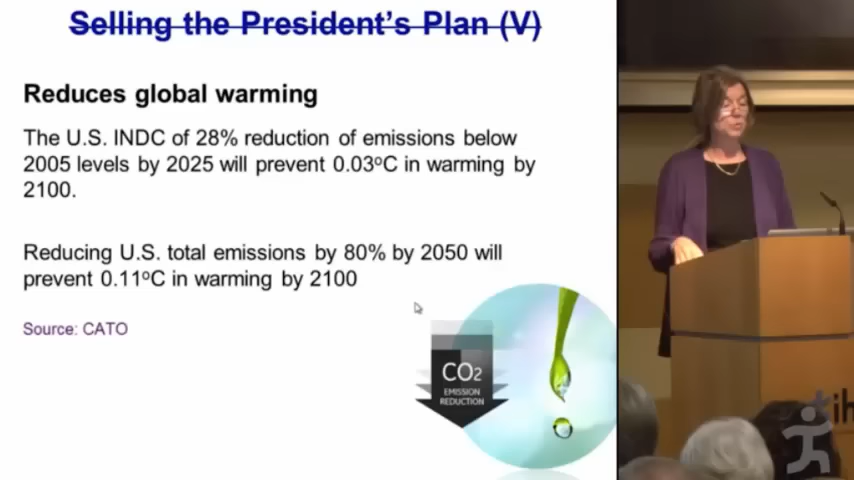 Selling the President's Plan (V)
Reduces global warming
The U.S. INDC of 28% reduction of emissions below
2005 levels by 2025 will prevent 0.03ºC in warming by
2100.
Reducing U.S. total emissions by 80% by 2050 will
prevent 0.11ºC in warming by 2100
Source: CATO
CO2
EMISSION
REDUCTION